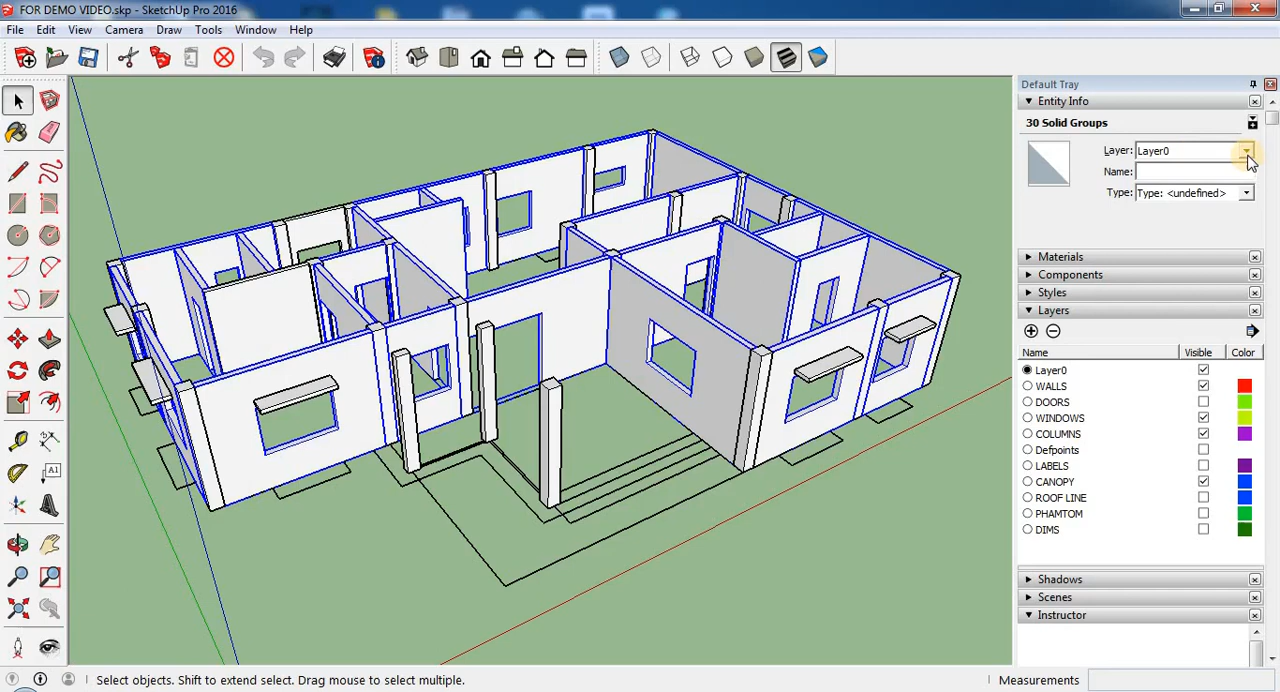 FOR DEMO VIDEO.skp - SketchUp Pro 2016
File Edit View Camera Draw Tools Window Help
Default Tray
Entity Info
30 Solid Groups
Layer: Layer0
Name:
Type: Type: <undefined>
Materials
Components
Styles
Layers
Name Visible Color
Layer0
WALLS
DOORS
WINDOWS
COLUMNS
Defpoints
LABELS
CANOPY
ROOF LINE
PHAMTOM
DIMS
Shadows
Scenes
Instructor
Select objects. Shift to extend select. Drag mouse to select multiple.
Measurements